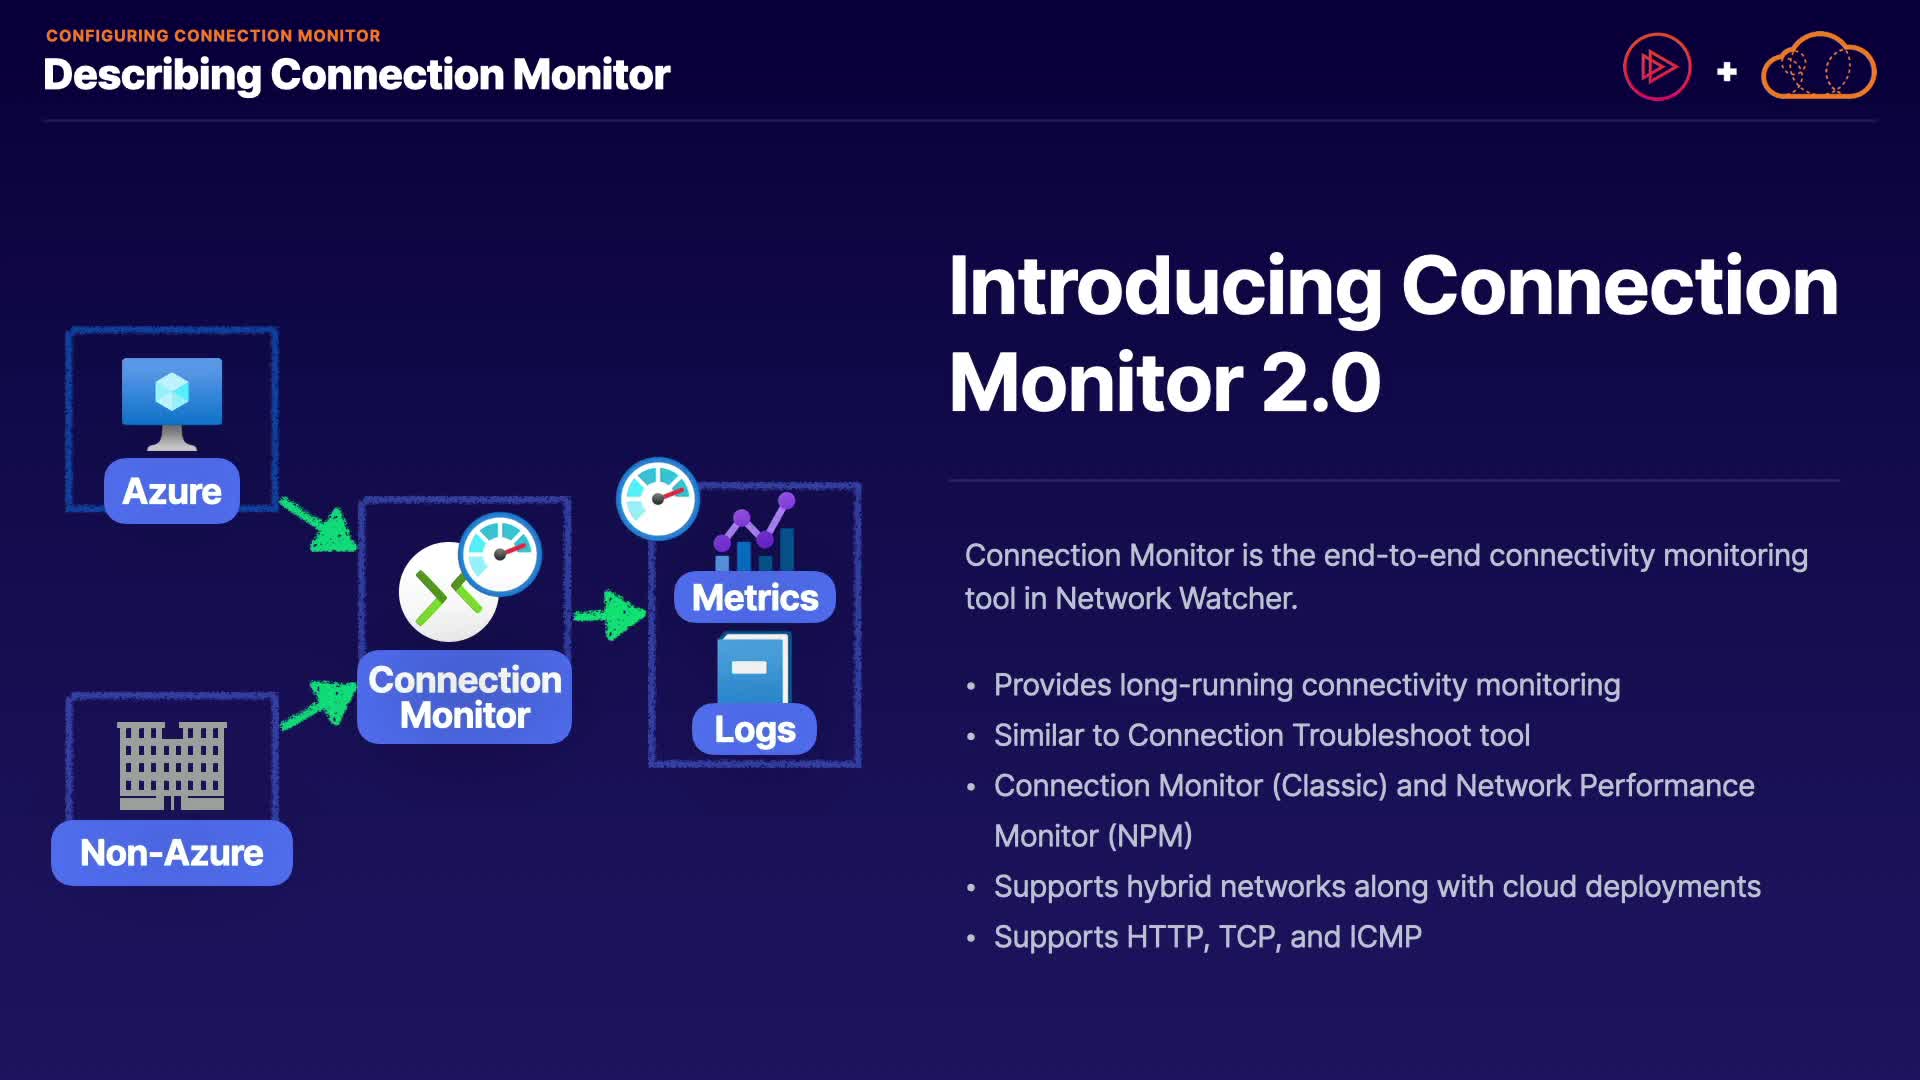 CONFIGURING CONNECTION MONITOR
Describing Connection Monitor
Azure
Non-Azure
Connection
Monitor
Metrics
Logs
Introducing Connection
Monitor 2.0
Connection Monitor is the end-to-end connectivity monitoring
tool in Network Watcher.
• Provides long-running connectivity monitoring
• Similar to Connection Troubleshoot tool
• Connection Monitor (Classic) and Network Performance
Monitor (NPM)
• Supports hybrid networks along with cloud deployments
• Supports HTTP, TCP, and ICMP